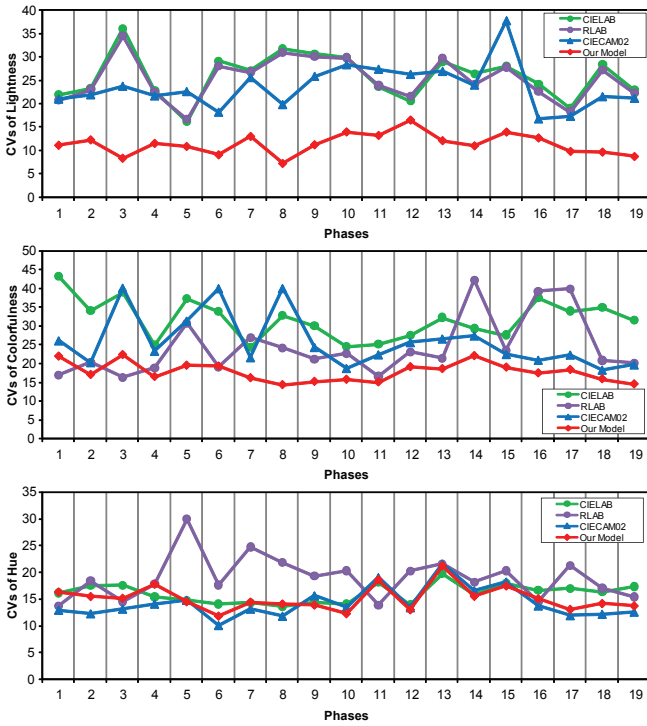 CVs of Lightness
40
35
30
25
20
15
10
5
0
CIELAB
RLAB
CIECAM02
Our Model
1 2 3 4 5 6 7 8 9 10 11 12 13 14 15 16 17 18 19
Phases
CVs of Colorfulness
50
45
40
35
30
25
20
15
10
5
0
CIELAB
RLAB
CIECAM02
Our Model
1 2 3 4 5 6 7 8 9 10 11 12 13 14 15 16 17 18 19
Phases
CVs of Hue
35
30
25
20
15
10
5
0
CIELAB
RLAB
CIECAM02
Our Model
1 2 3 4 5 6 7 8 9 10 11 12 13 14 15 16 17 18 19
Phases